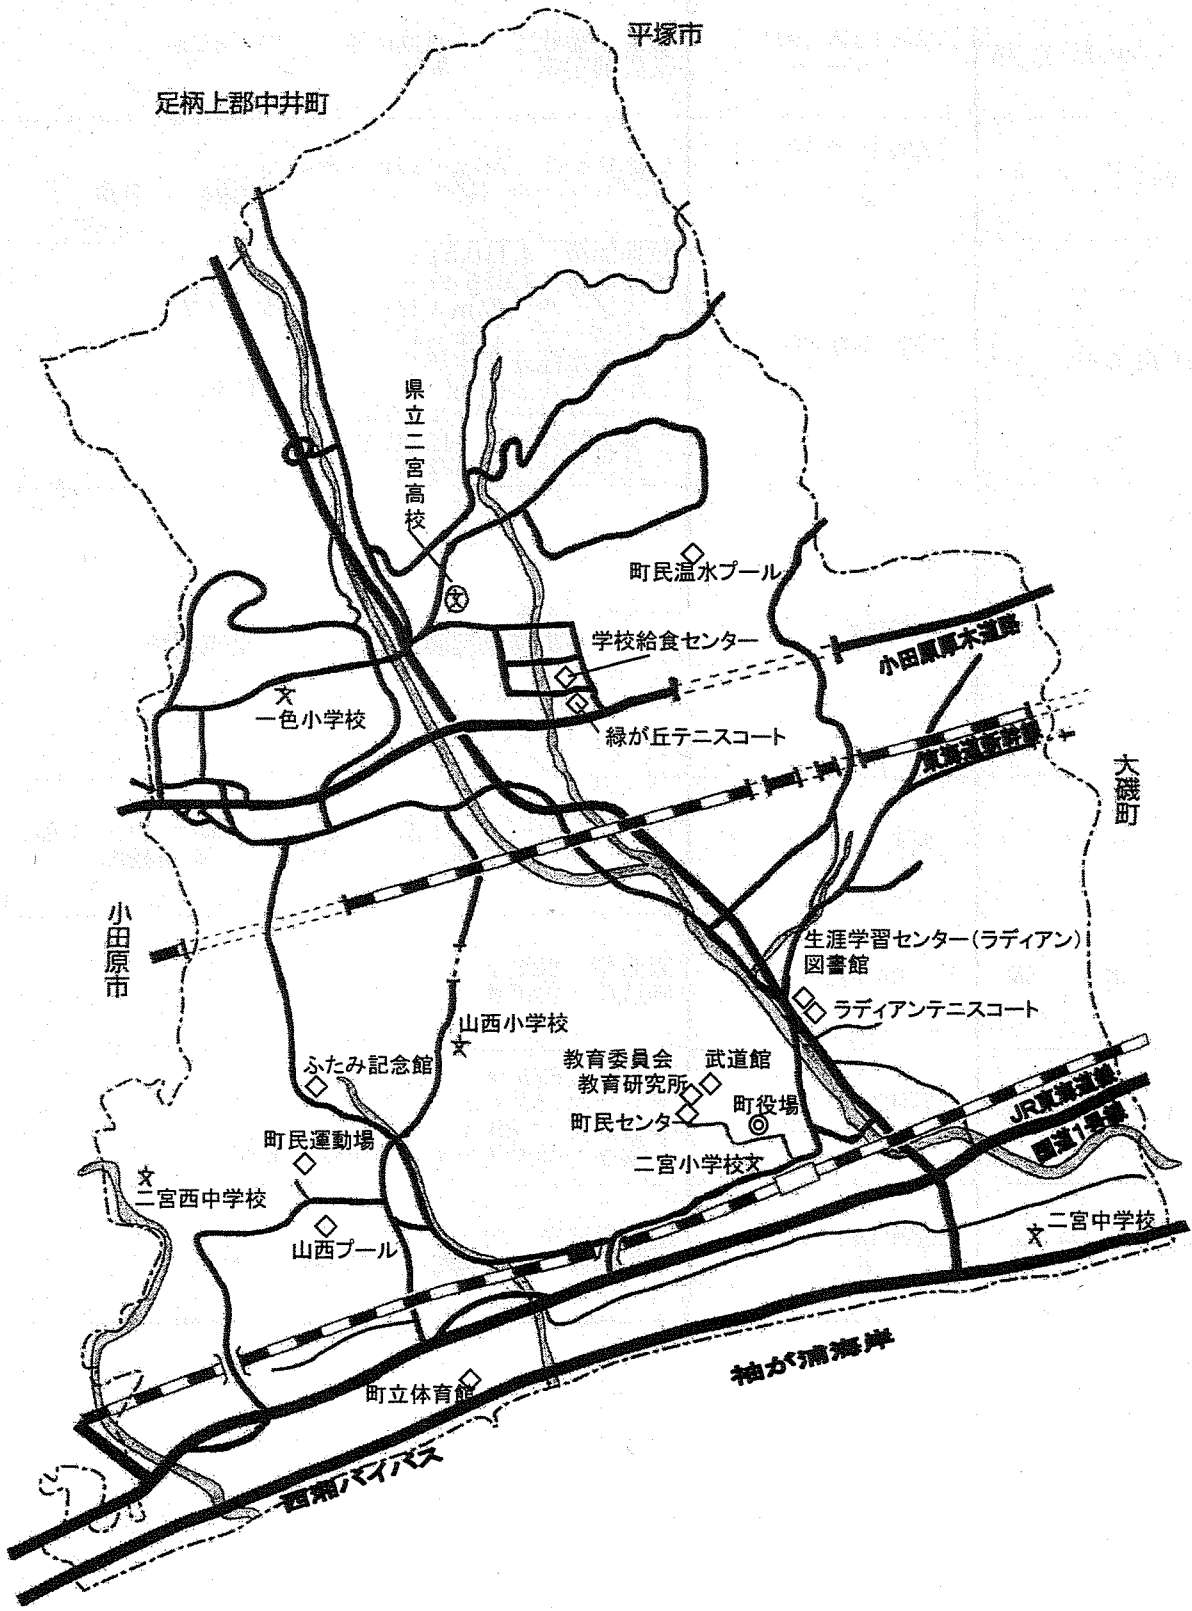 平塚市
足柄上郡中井町
県立二宮高校
町民温水プール
学校給食センター
小田原厚木道路
一色小学校
緑が丘テニスコート
東海道新幹線
大磯町
小田原市
生涯学習センター(ラディアン)
図書館
ラディアンテニスコート
山西小学校
ふたみ記念館
教育委員会
武道館
教育研究所
町民センター
町役場
JR東海道線
国道1号線
町民運動場
二宮小学校
二宮西中学校
山西プール
二宮中学校
袖が浦海岸
町立体育館
西湘バイパス
文